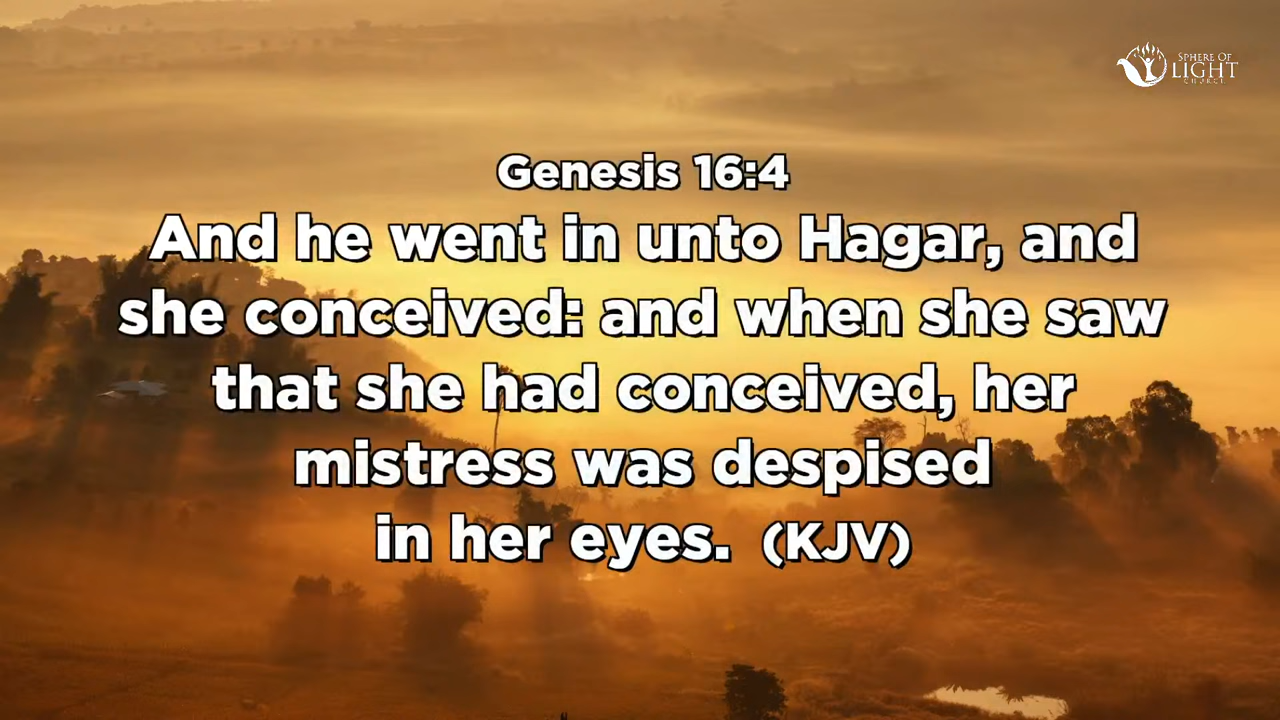 SPHERE OF
LIGHT
CHURCH
Genesis 16:4
And he went in unto Hagar, and
she conceived: and when she saw
that she had conceived, her
mistress was despised
in her eyes. (KJV)